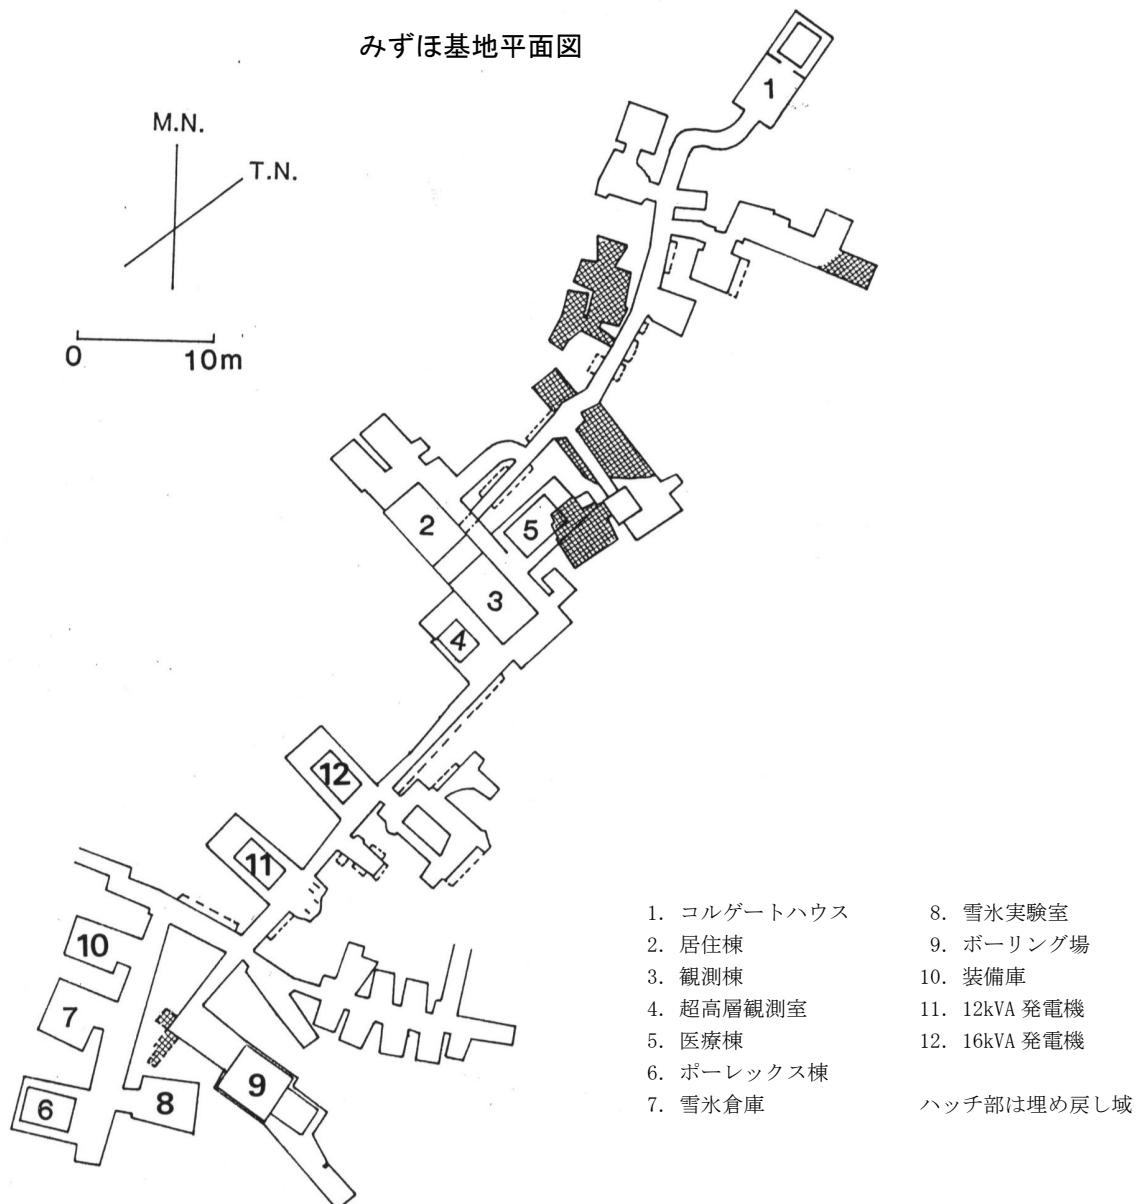 みずほ基地平面図
M.N.
T.N.
0 10m
1
2
5
3
4
12
11
10
7
6
8
9
1. コルゲートハウス
2. 居住棟
3. 観測棟
4. 超高層観測室
5. 医療棟
6. ポーレックス棟
7. 雪氷倉庫
8. 雪氷実験室
9. ボーリング場
10. 装備庫
11. 12kVA 発電機
12. 16kVA 発電機
ハッチ部は埋め戻し域